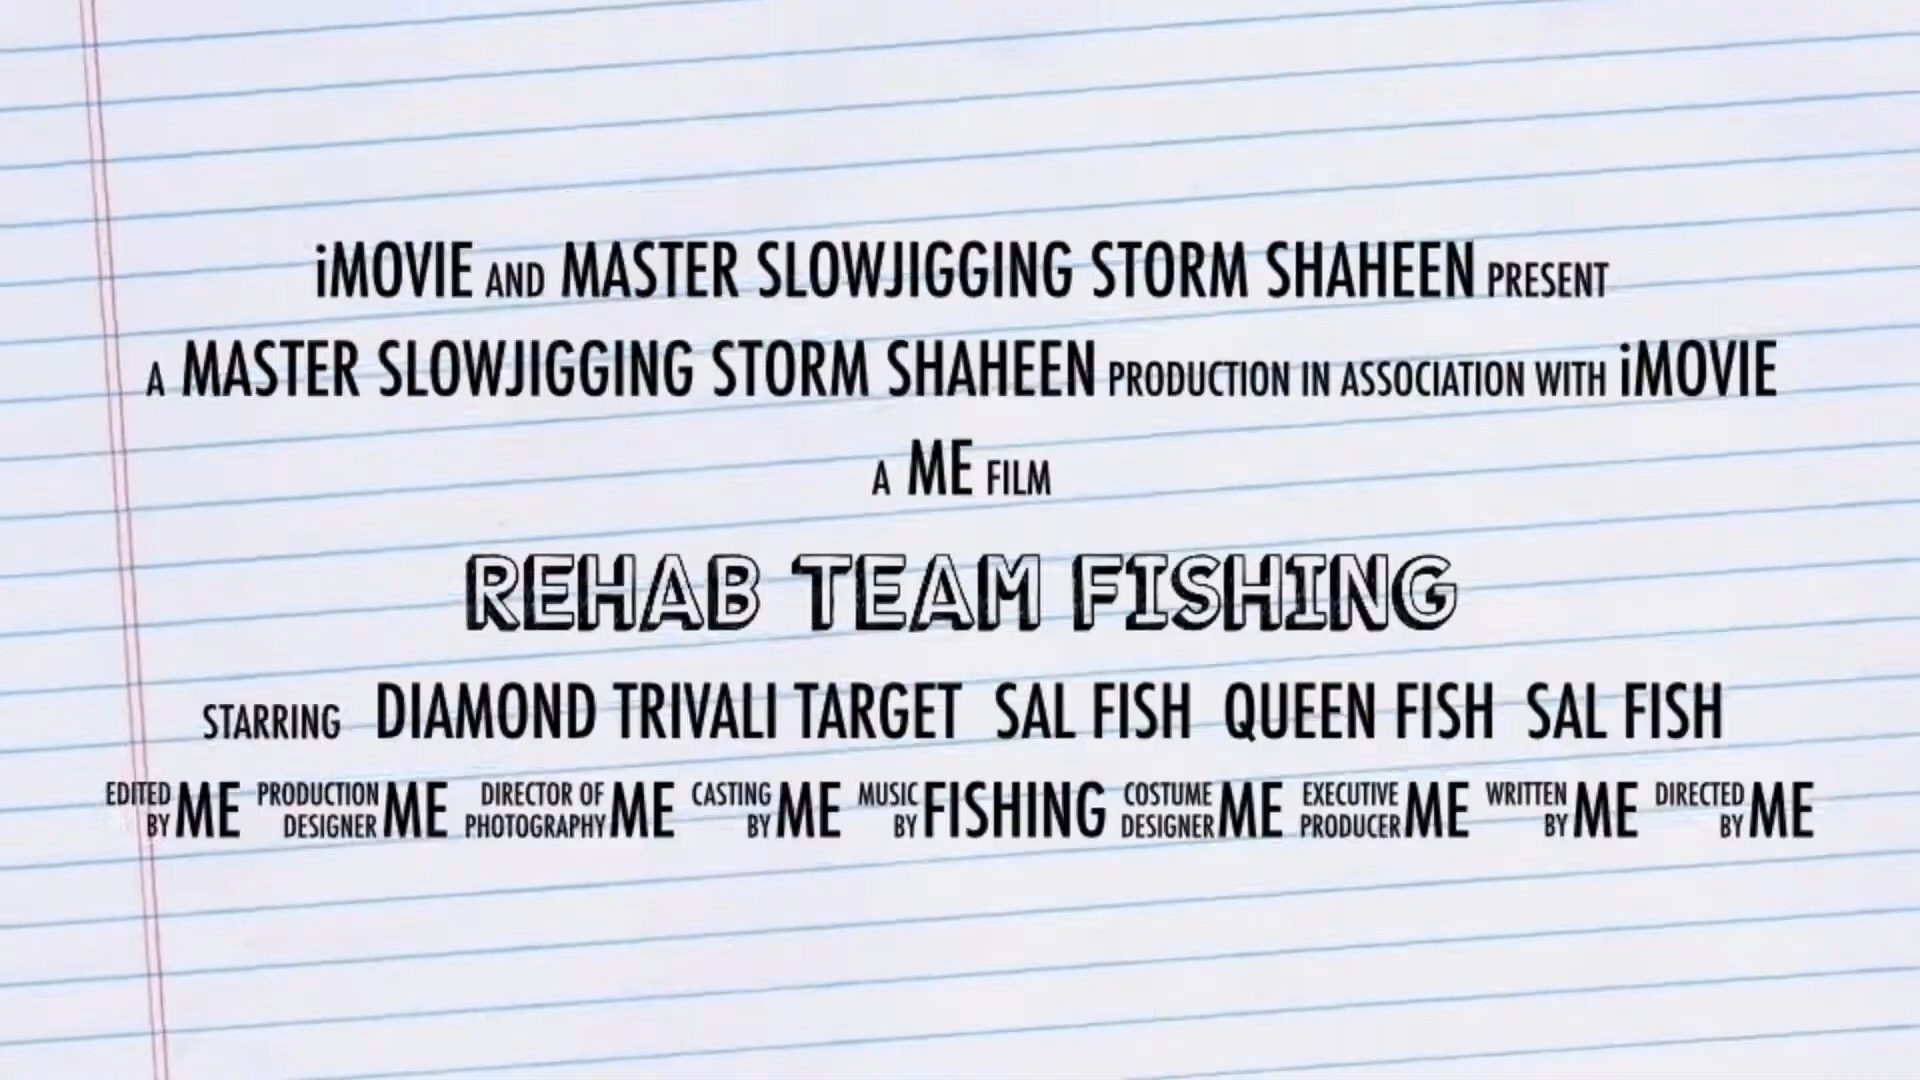 iMOVIE AND MASTER SLOWJIGGING STORM SHAHEEN PRESENT
A MASTER SLOWJIGGING STORM SHAHEEN PRODUCTION IN ASSOCIATION WITH iMOVIE
A ME FILM
REHAB TEAM FISHING
STARRING DIAMOND TRIVALI TARGET SAL FISH QUEEN FISH SAL FISH
EDITED BY ME PRODUCTION DESIGNER ME DIRECTOR OF PHOTOGRAPHY ME CASTING BY ME MUSIC BY FISHING COSTUME DESIGNER ME EXECUTIVE PRODUCER ME WRITTEN BY ME DIRECTED BY ME